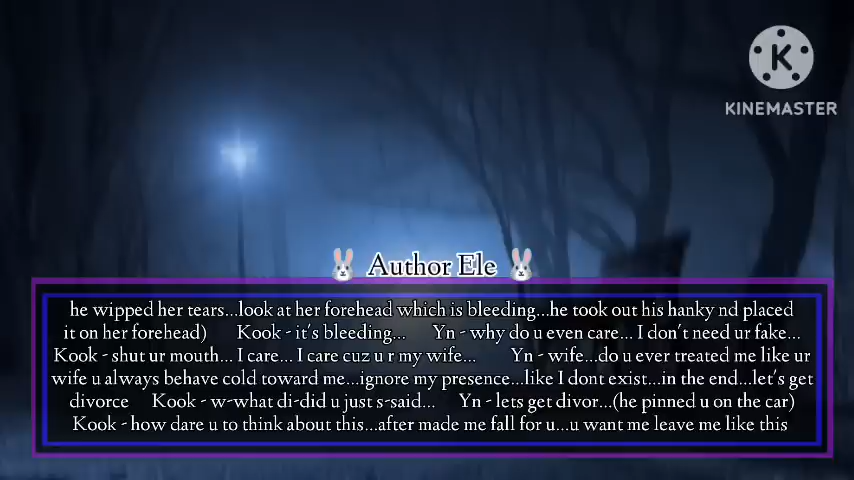 KINEMASTER
🐰 Author Ele 🐰
he wipped her tears...look at her forehead which is bleeding...he took out his hanky nd placed
it on her forehead) Kook - it's bleeding... Yn - why do u even care... I don't need ur fake...
Kook - shut ur mouth... I care... I care cuz u r my wife... Yn - wife...do u ever treated me like ur
wife u always behave cold toward me...ignore my presence...like I dont exist...in the end...let's get
divorce Kook - w-what di-did u just s-said... Yn - lets get divor...(he pinned u on the car)
Kook - how dare u to think about this...after made me fall for u...u want me leave me like this